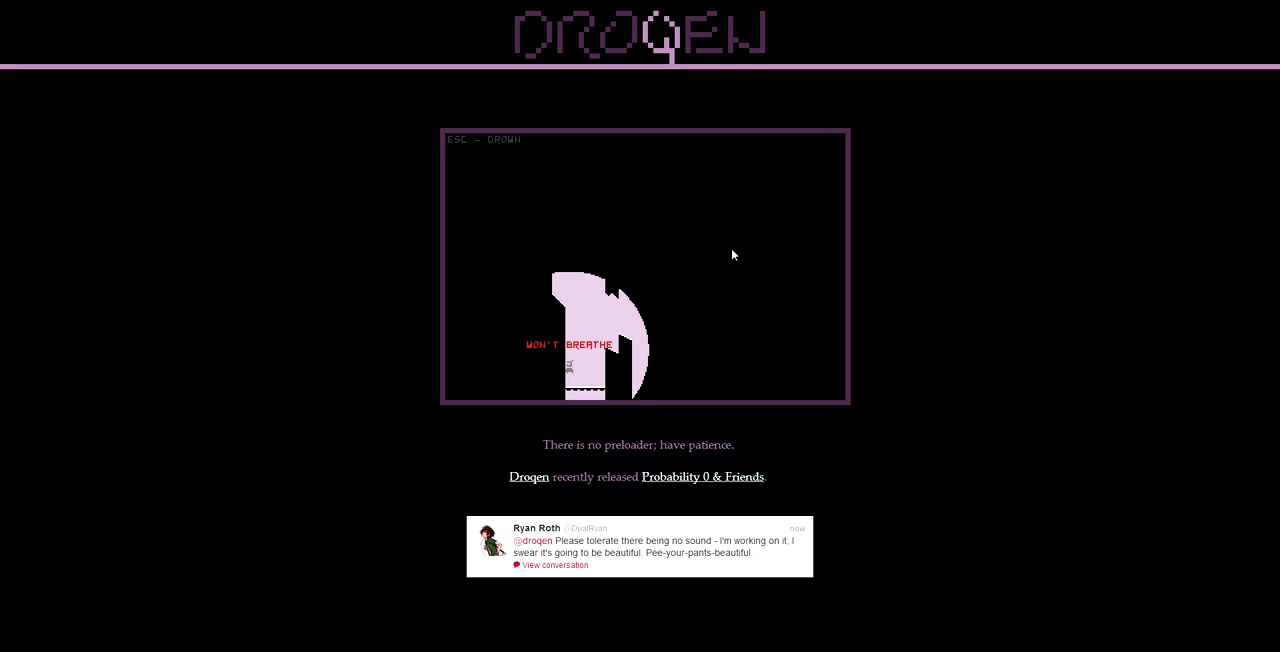 DROQEN
ESC - DROWN
WON'T BREATHE
There is no preloader; have patience.
Droqen recently released Probability 0 & Friends.
Ryan Roth @DualRyan now
@droqen Please tolerate there being no sound - I'm working on it, I
swear it's going to be beautiful. Pee-your-pants-beautiful.
View conversation